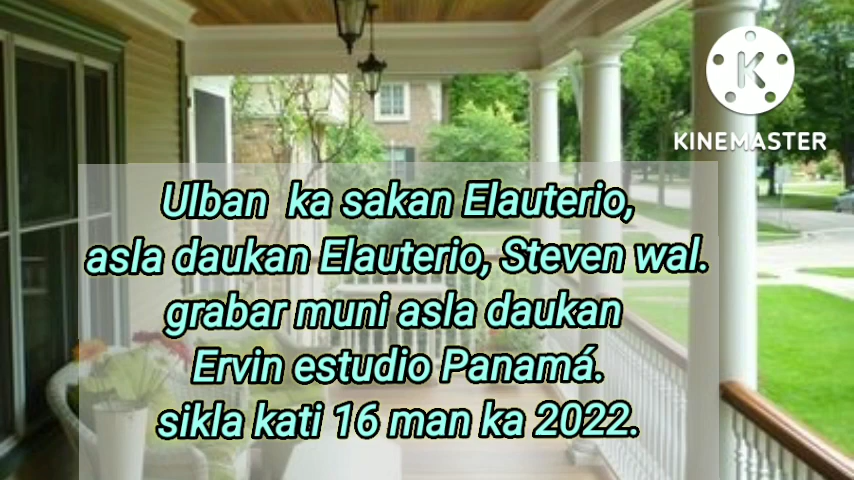 KINEMASTER
Ulban ka sakan Elauterio,
asla daukan Elauterio, Steven wal.
grabar muni asla daukan
Ervin estudio Panamá.
sikla kati 16 man ka 2022.